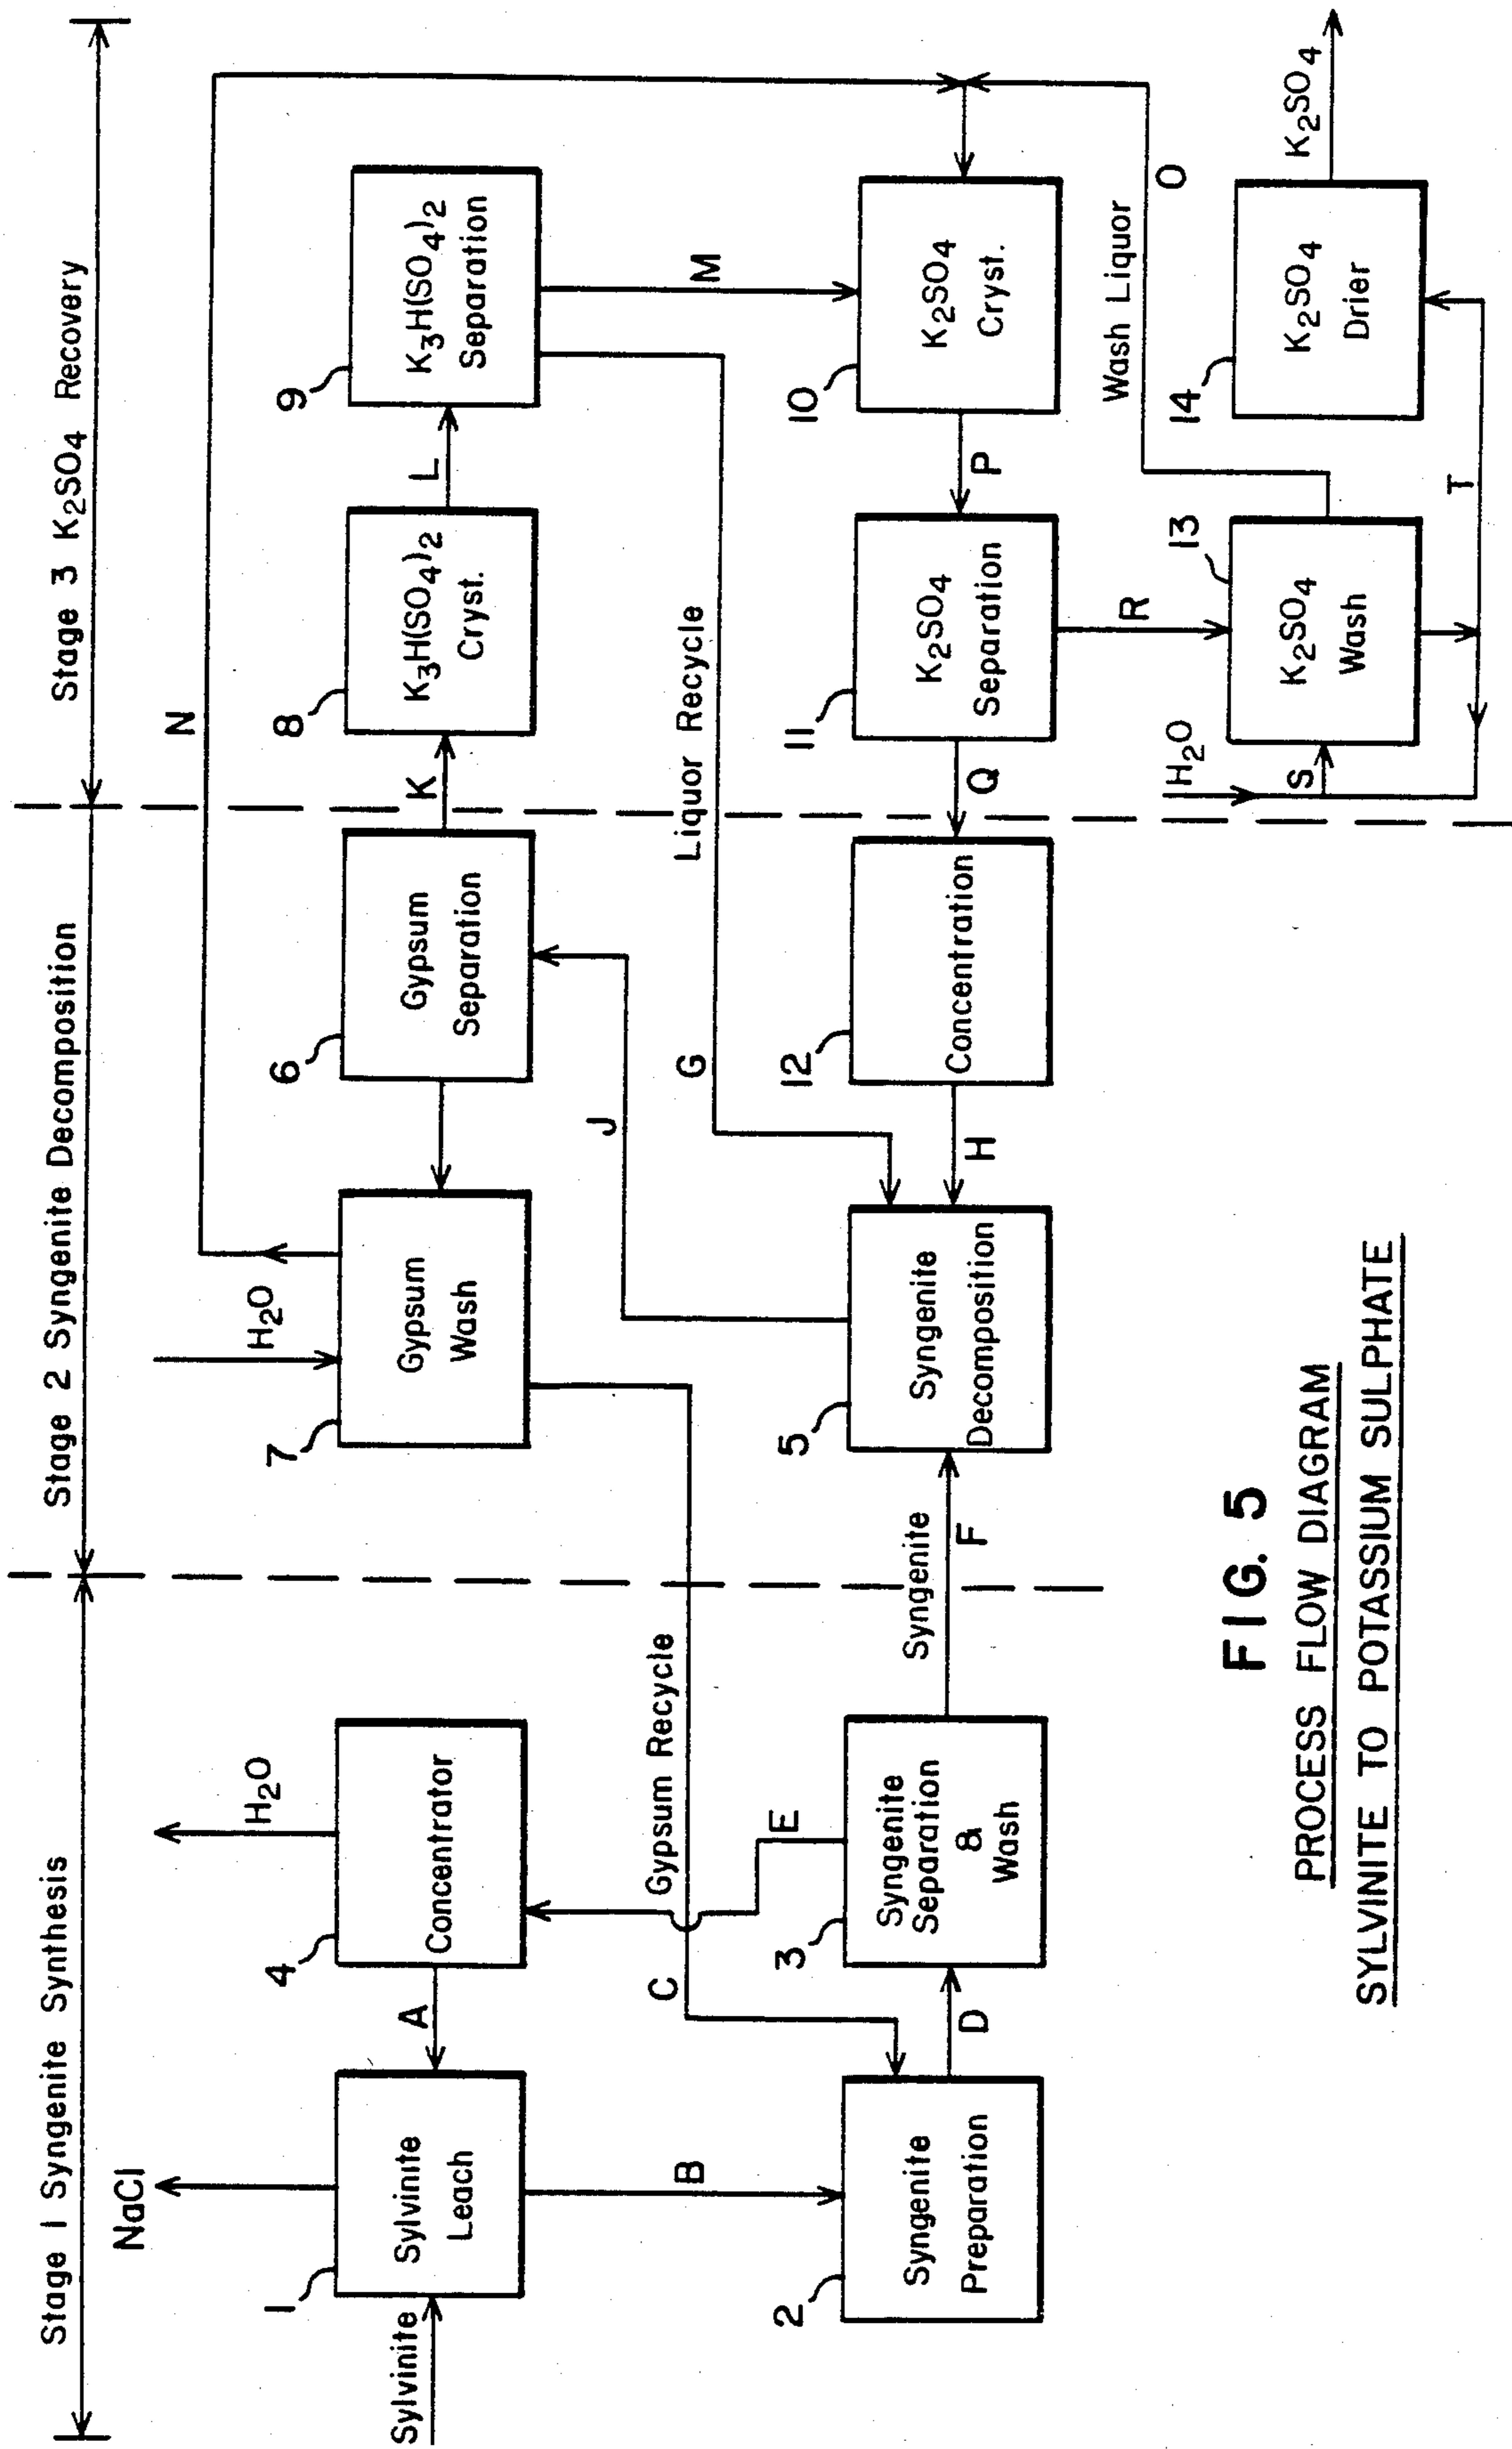 Stage 1 Syngenite Synthesis
Stage 2 Syngenite Decomposition
Stage 3 K2SO4 Recovery
NaCl
H2O
H2O
N
Sylvinite
1
Sylvinite
Leach
A
4
Concentrator
7
Gypsum
Wash
6
Gypsum
Separation
K
8
K3H(SO4)2
Cryst.
L
9
K3H(SO4)2
Separation
B
C
Gypsum Recycle
E
J
G
Liquor Recycle
M
2
Syngenite
Preparation
D
3
Syngenite
Separation
&
Wash
Syngenite
F
5
Syngenite
Decomposition
H
12
Concentration
Q
11
K2SO4
Separation
P
10
K2SO4
Cryst.
R
Wash Liquor
O
H2O
S
13
K2SO4
Wash
14
K2SO4
Drier
K2SO4
T
FIG. 5
PROCESS FLOW DIAGRAM
SYLVINITE TO POTASSIUM SULPHATE